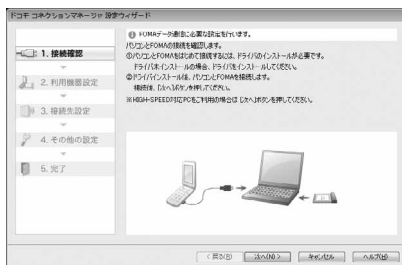 ドコモ コネクションマネージャ 設定ウィザード
1. 接続確認
2. 利用機器設定
3. 接続先設定
4. その他の設定
5. 完了
FOMAデータ通信に必要な設定を行います。
パソコンとFOMAの接続を確認します。
①パソコンとFOMAをはじめて接続するには、ドライバのインストールが必要です。
ドライバ未インストールの場合、ドライバをインストールしてください。
②ドライバインストール後、パソコンとFOMAを接続します。
接続後、[次へ]ボタンを押してください。
※HIGH-SPEED対応PCをご利用の場合は [次へ]ボタンを押してください。
< 戻る(B)
次へ(N) >
キャンセル
ヘルプ(H)